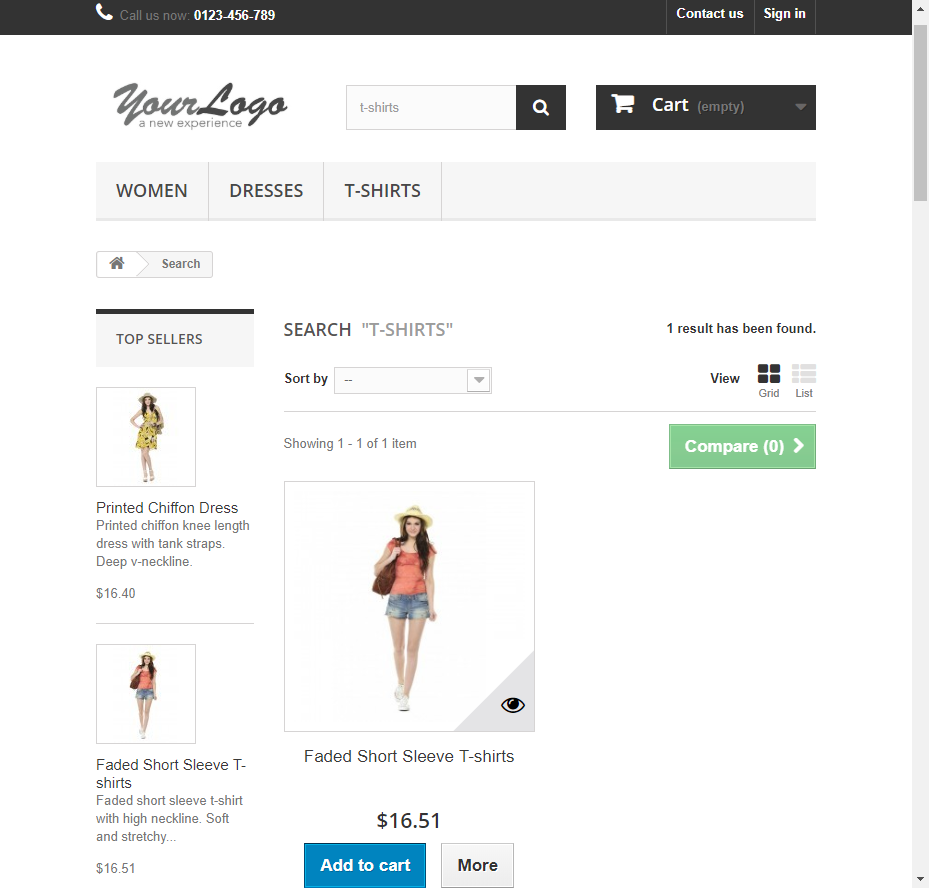 Call us now: 0123-456-789
Contact us
Sign in
YourLogo
a new experience
t-shirts
Cart (empty)
WOMEN
DRESSES
T-SHIRTS
Search
TOP SELLERS
Printed Chiffon Dress
Printed chiffon knee length
dress with tank straps.
Deep v-neckline.
$16.40
Faded Short Sleeve T-
shirts
Faded short sleeve t-shirt
with high neckline. Soft
and stretchy...
$16.51
SEARCH "T-SHIRTS"
1 result has been found.
Sort by
--
View
Grid
List
Showing 1 - 1 of 1 item
Compare (0)
Faded Short Sleeve T-shirts
$16.51
Add to cart
More